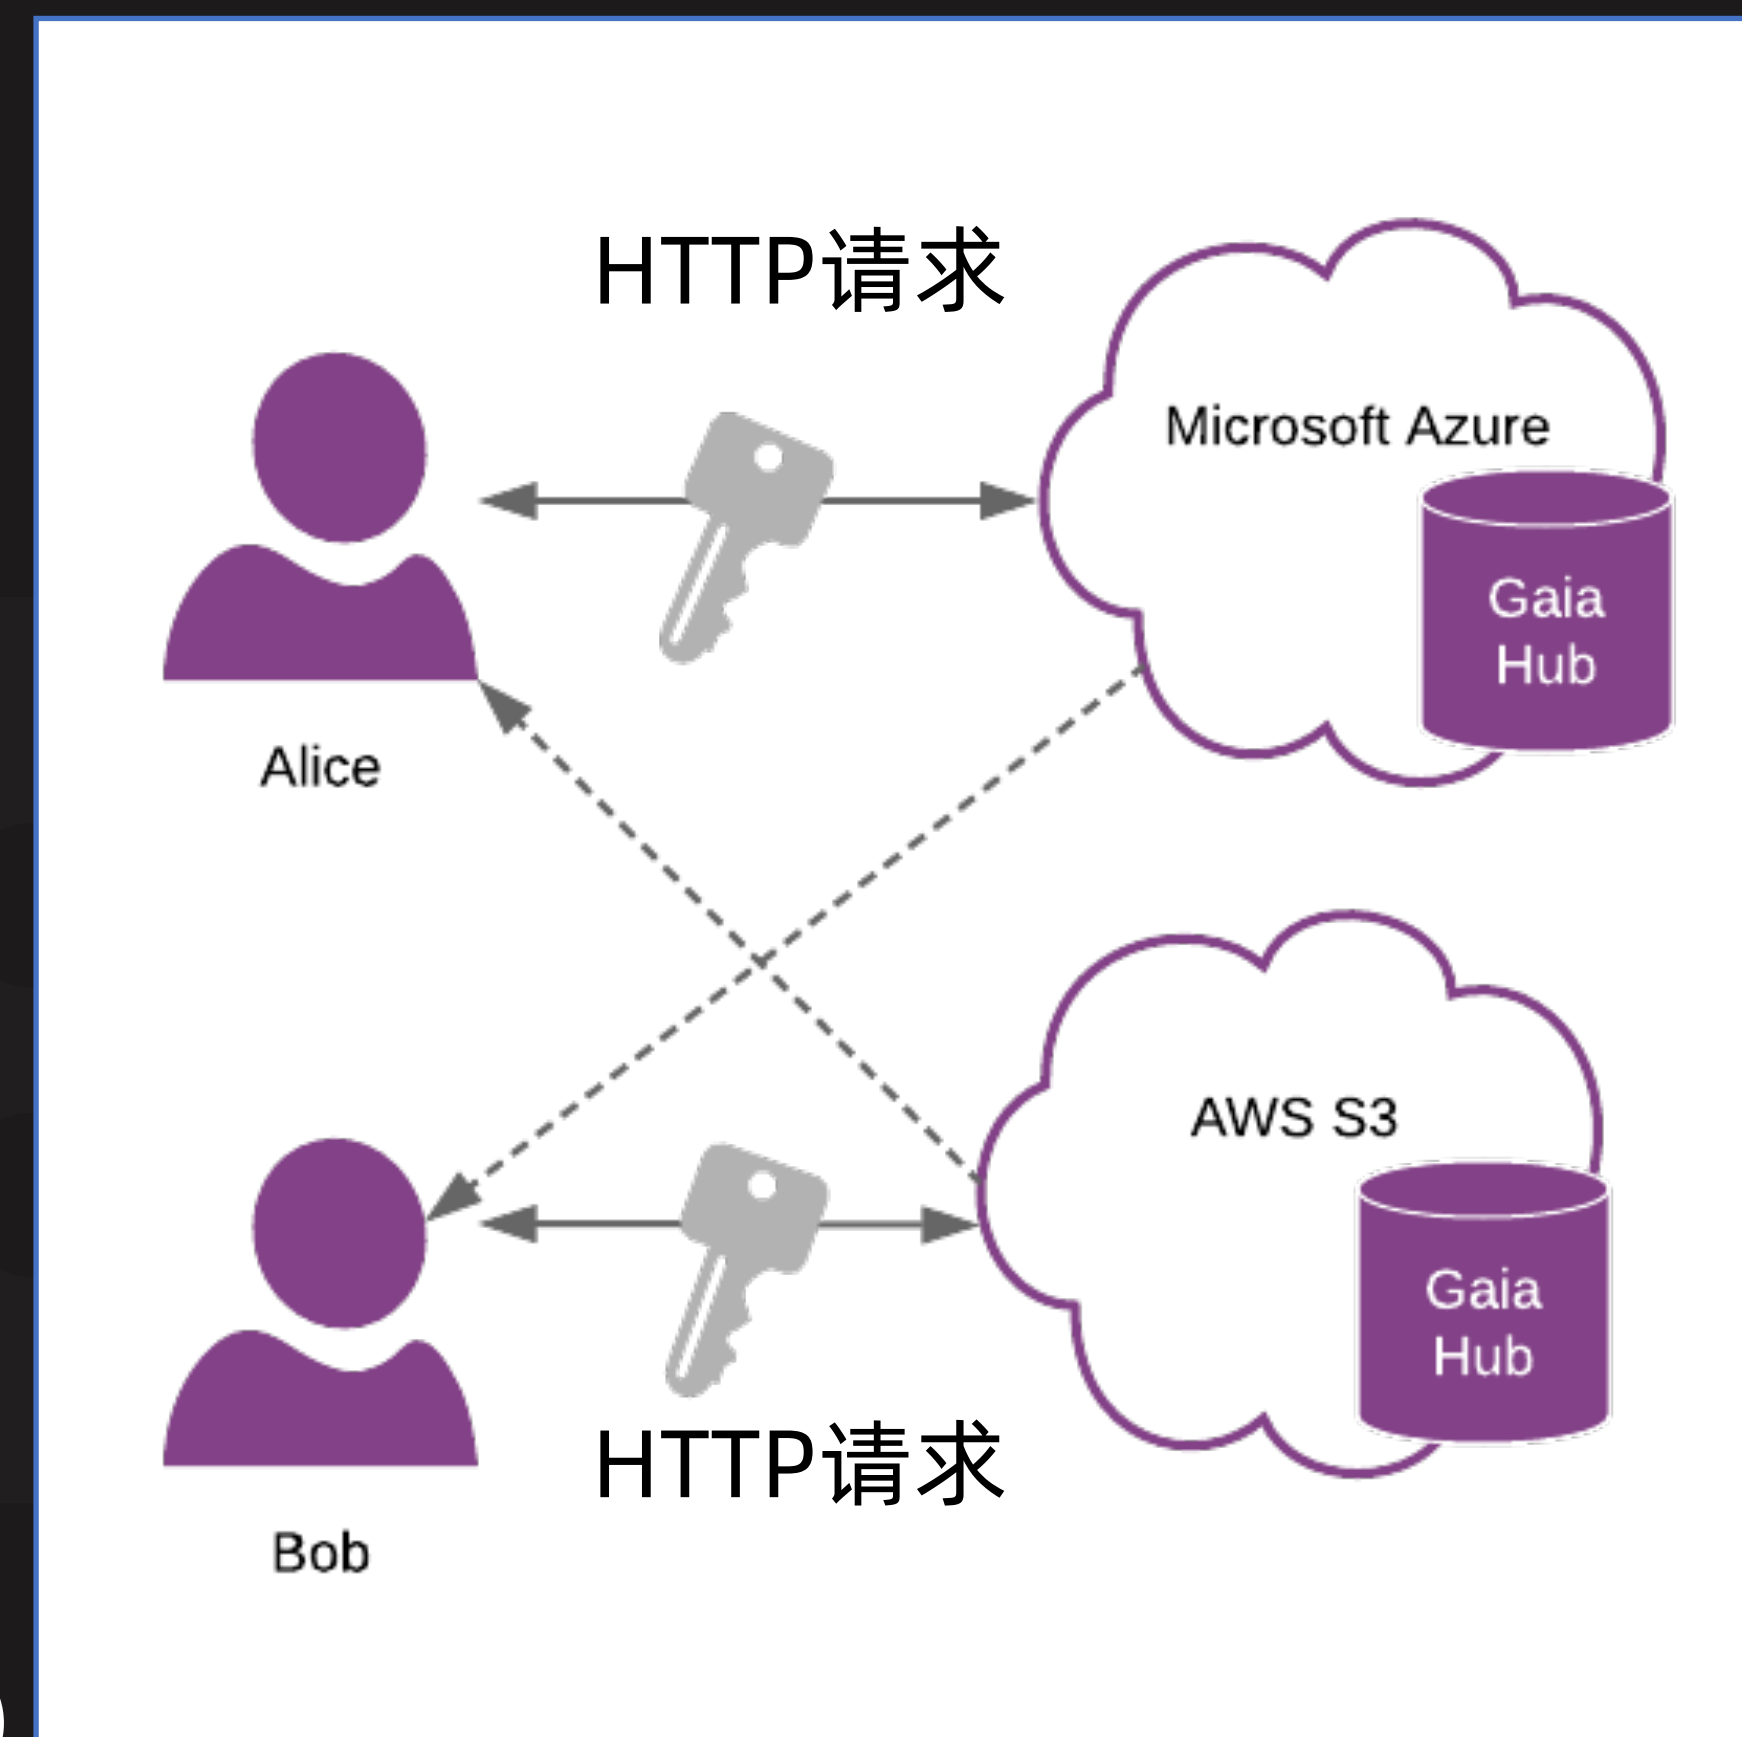 HTTP请求
Microsoft Azure
Gaia
Hub
Alice
AWS S3
Gaia
Hub
HTTP请求
Bob